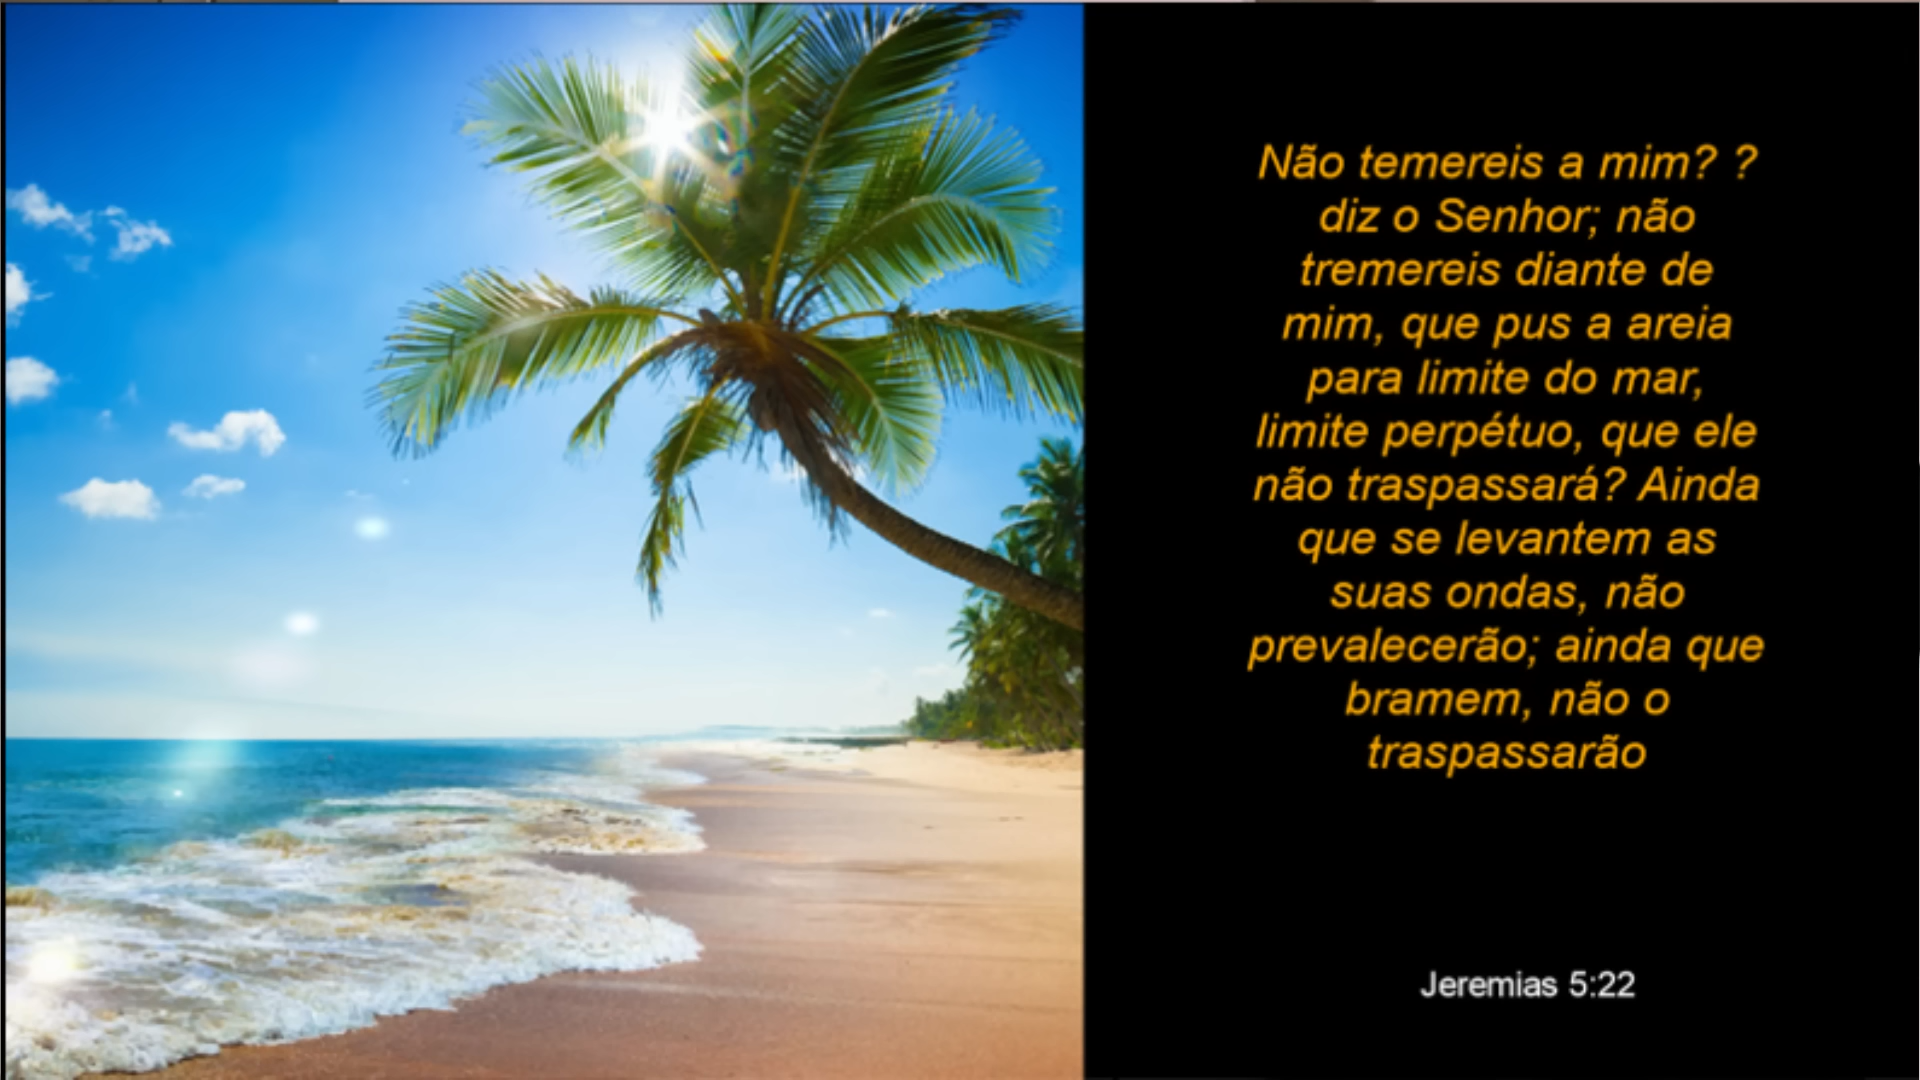 Não temereis a mim? ?
diz o Senhor; não
tremereis diante de
mim, que pus a areia
para limite do mar,
limite perpétuo, que ele
não traspassará? Ainda
que se levantem as
suas ondas, não
prevalecerão; ainda que
bramem, não o
traspassarão
Jeremias 5:22